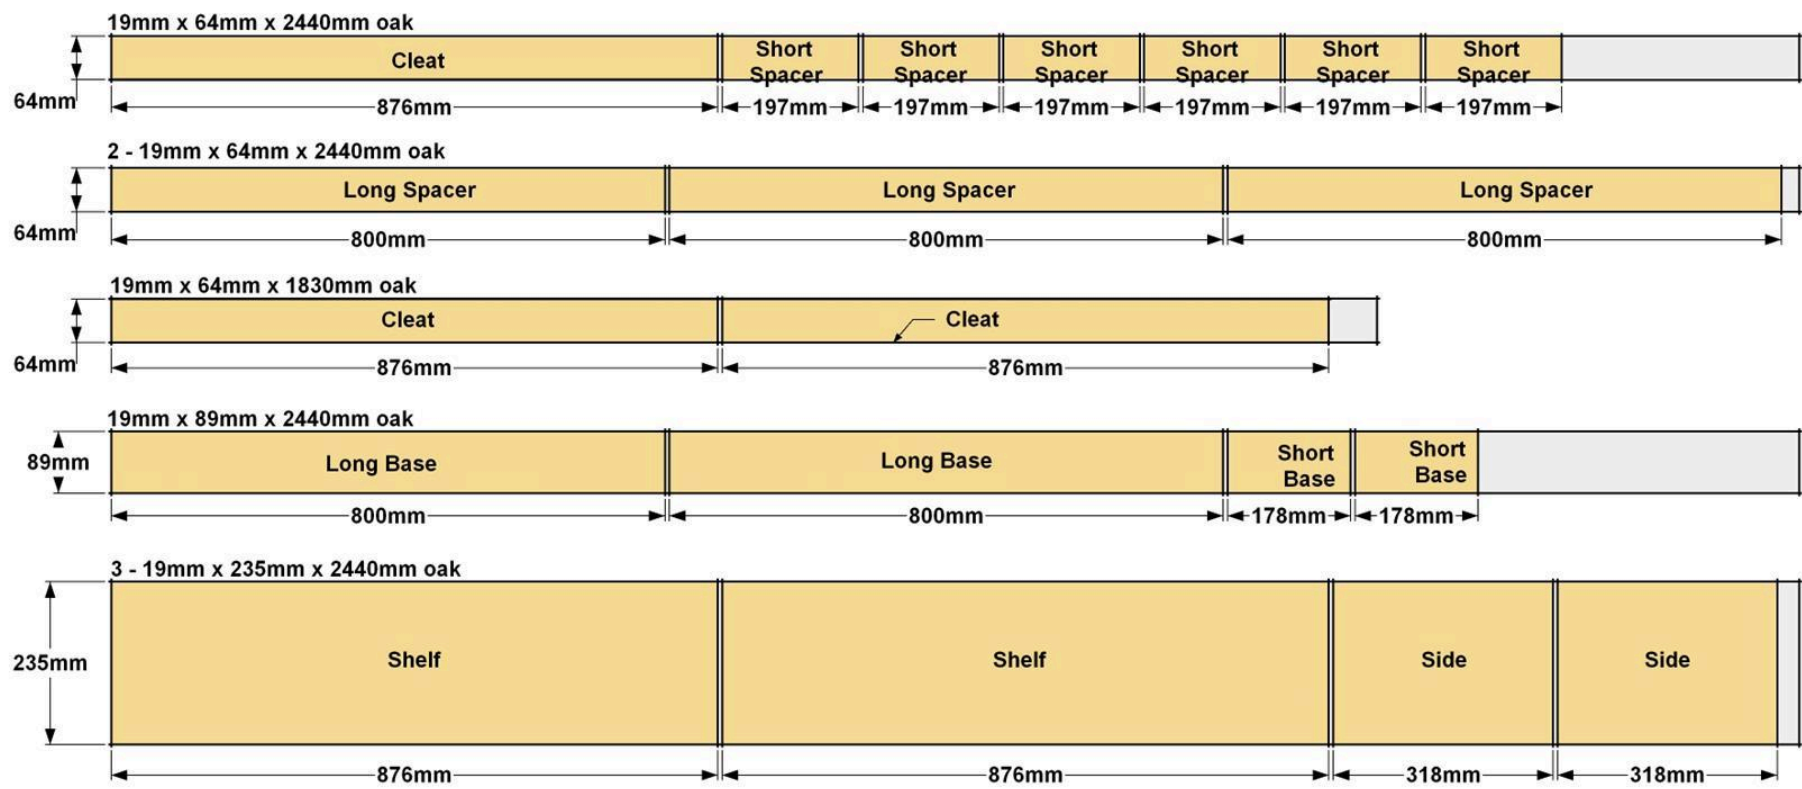 19mm x 64mm x 2440mm oak
Cleat
Short Spacer
Short Spacer
Short Spacer
Short Spacer
Short Spacer
Short Spacer
64mm
876mm
197mm
197mm
197mm
197mm
197mm
197mm
2 - 19mm x 64mm x 2440mm oak
Long Spacer
Long Spacer
Long Spacer
64mm
800mm
800mm
800mm
19mm x 64mm x 1830mm oak
Cleat
Cleat
64mm
876mm
876mm
19mm x 89mm x 2440mm oak
89mm
Long Base
Long Base
Short
Base
Short
Base
800mm
800mm
178mm
178mm
3 - 19mm x 235mm x 2440mm oak
235mm
Shelf
Shelf
Side
Side
876mm
876mm
318mm
318mm